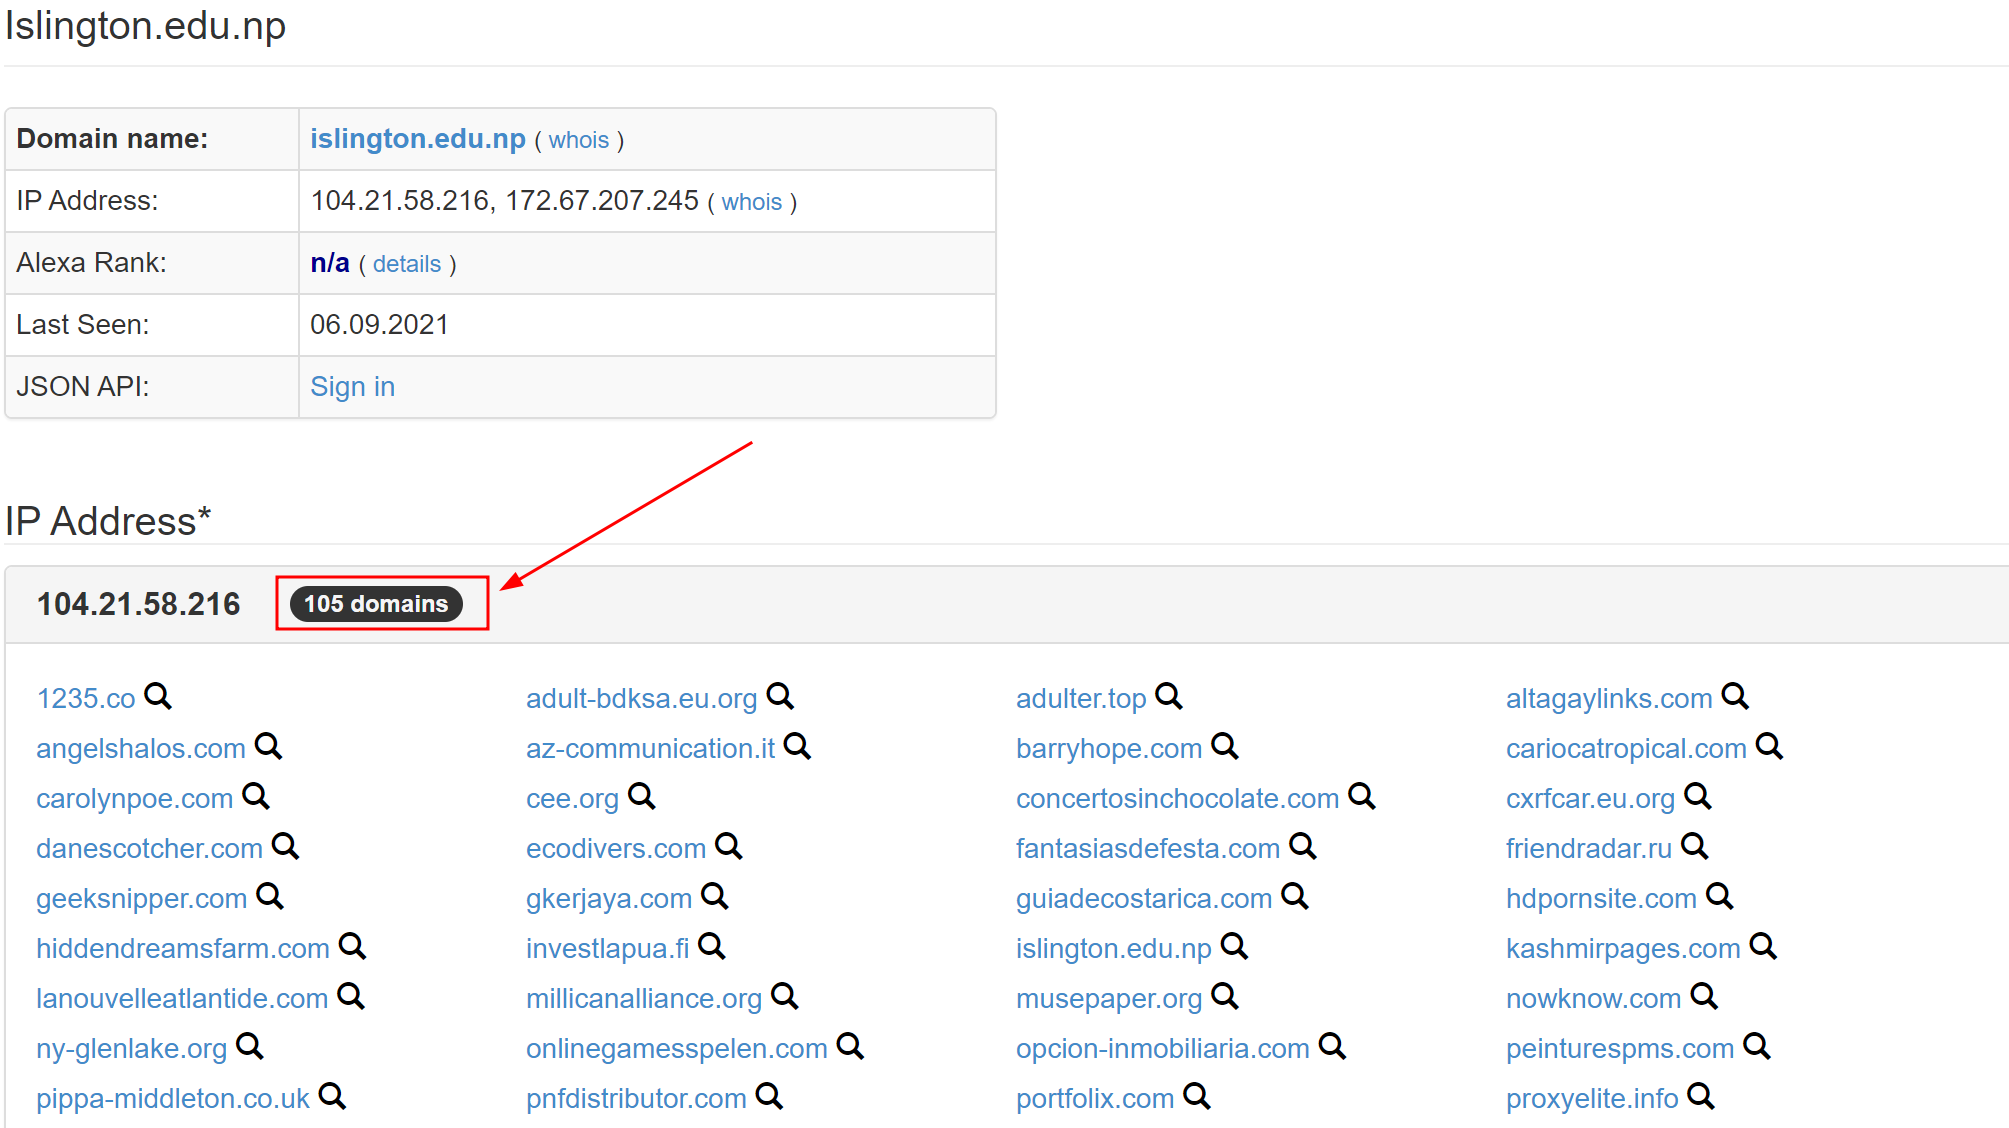 Islington.edu.np
Domain name: islington.edu.np ( whois )
IP Address: 104.21.58.216, 172.67.207.245 ( whois )
Alexa Rank: n/a ( details )
Last Seen: 06.09.2021
JSON API: Sign in
IP Address*
104.21.58.216 105 domains
1235.co adult-bdksa.eu.org adulter.top altagaylinks.com
angelshalos.com az-communication.it barryhope.com cariocatropical.com
carolynpoe.com cee.org concertosinchocolate.com cxrfcar.eu.org
danescotcher.com ecodivers.com fantasiasdefesta.com friendradar.ru
geeksnipper.com gkerjaya.com guiadecostarica.com hdpornsite.com
hiddendreamsfarm.com investlapua.fi islington.edu.np kashmirpages.com
lanouvelleatlantide.com millicanalliance.org musepaper.org nowknow.com
ny-glenlake.org onlinegamesspelen.com opcion-inmobiliaria.com peinturespms.com
pippa-middleton.co.uk pnfdistributor.com portfolix.com proxyelite.info